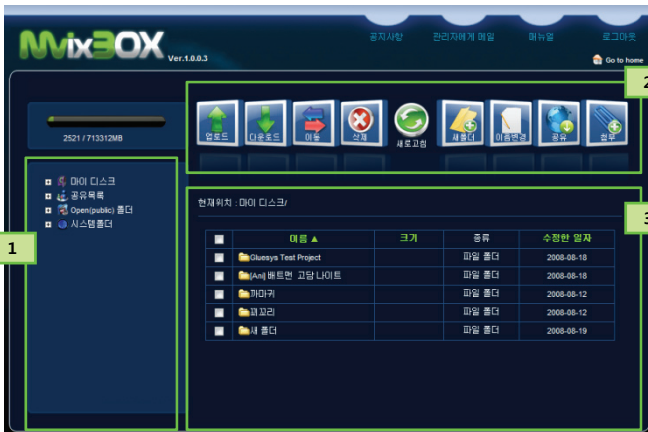 MvixBOX Ver.1.0.0.3
공지사항 관리자에게 메일 매뉴얼 로그아웃
Go to home
2
2521 / 713312MB
업로드 다운로드 이동 삭제 새로고침 새폴더 이름변경 공유 첨부
1
마이 디스크
공유목록
Open(public) 폴더
시스템폴더
3
현재위치 : 마이 디스크/
이름 ▲ 크기 종류 수정한 일자
Gluesys Test Project 파일 폴더 2008-08-18
[Ani] 배트맨 고담 나이트 파일 폴더 2008-08-18
까마귀 파일 폴더 2008-08-12
꾀꼬리 파일 폴더 2008-08-12
새 폴더 파일 폴더 2008-08-19